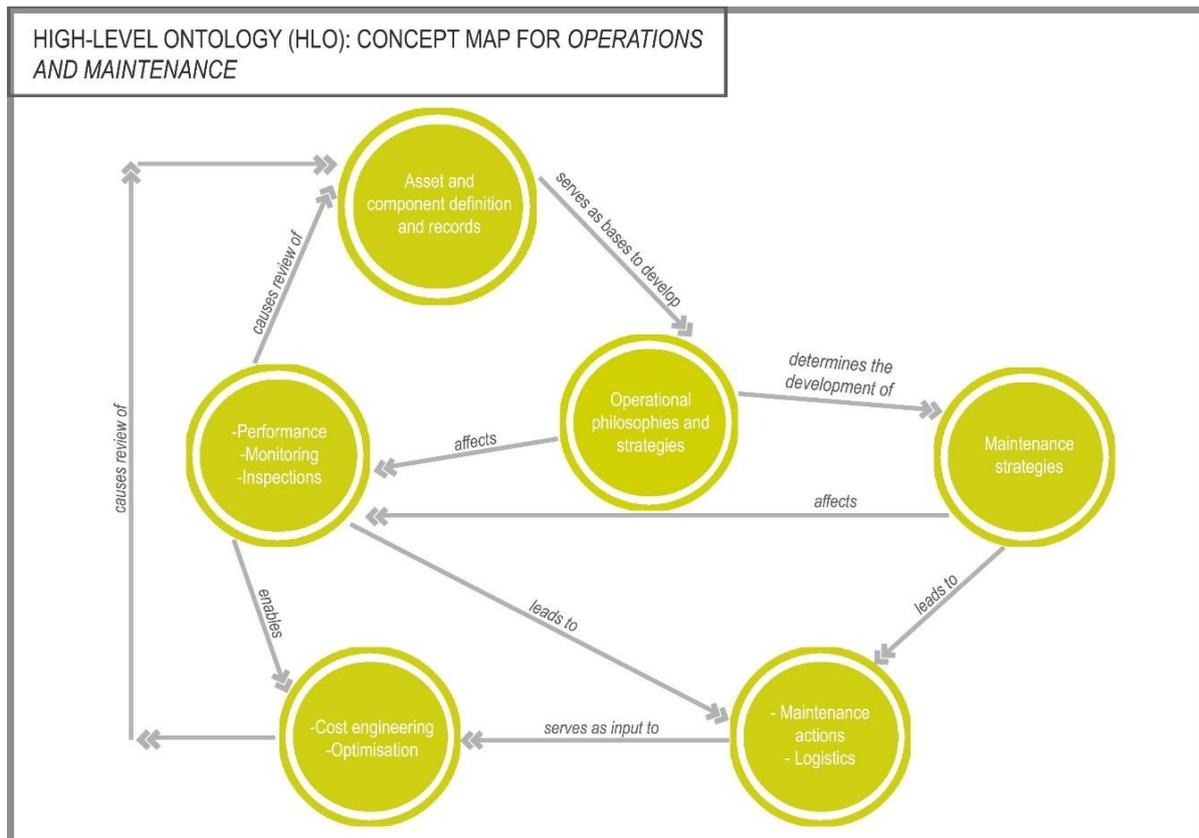 HIGH-LEVEL ONTOLOGY (HLO): CONCEPT MAP FOR OPERATIONS
AND MAINTENANCE
Asset and
component definition
and records
serves as bases to develop
causes review of
causes review of
Operational
philosophies and
strategies
determines the
development of
Maintenance
strategies
-Performance
-Monitoring
-Inspections
affects
affects
enables
leads to
leads to
-Cost engineering
-Optimisation
serves as input to
- Maintenance
actions
- Logistics